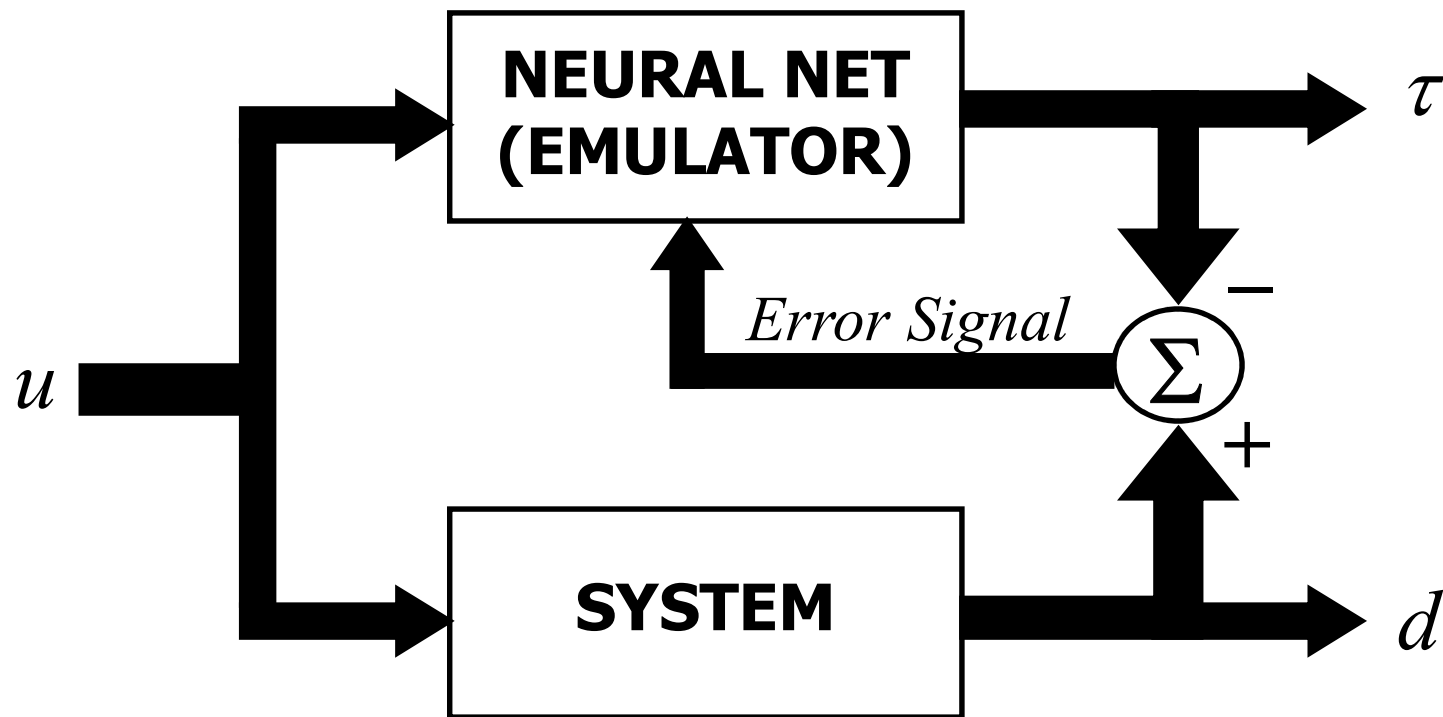 NEURAL NET
(EMULATOR)
τ
−
Error Signal
Σ
u
+
SYSTEM
d